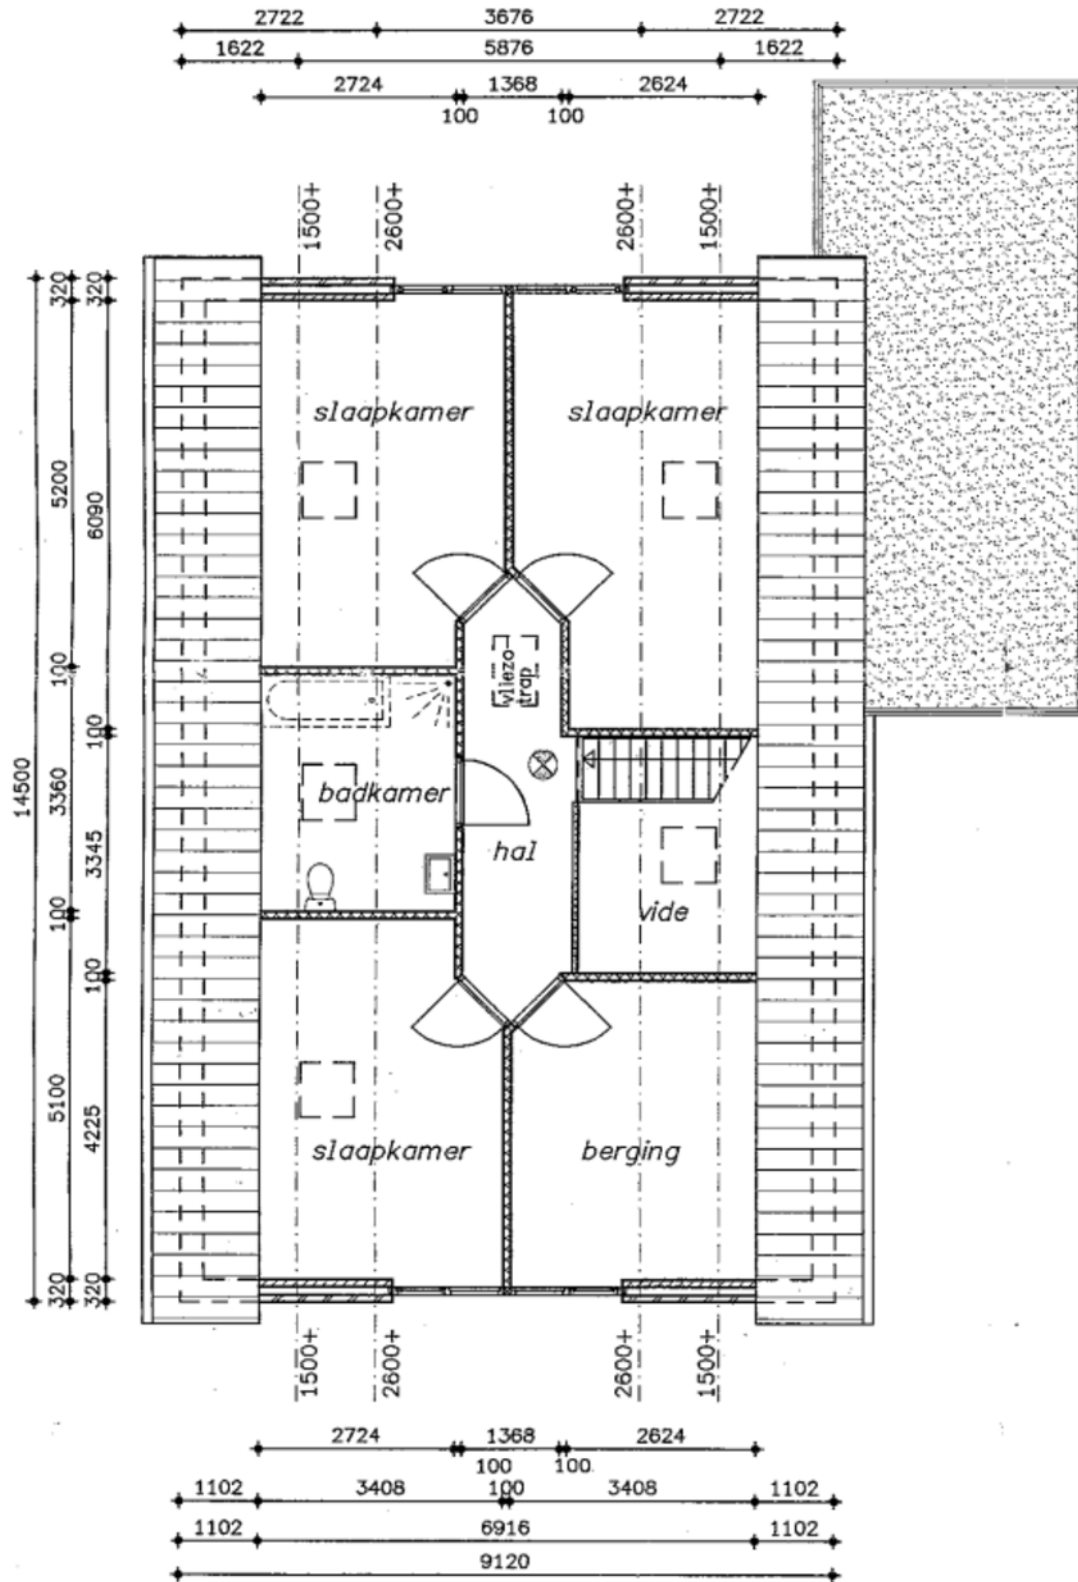 2722 3676 2722
1622 5876 1622
2724 1368 2624
100 100
1500+ 2600+ 2600+ 1500+
320 320
slaapkamer slaapkamer
5200 6090
vliezo
trap
100 100
14500
3360 3345
badkamer
hal
vide
100 100
5100 4225
slaapkamer berging
320 320
1500+ 2600+ 2600+ 1500+
2724 1368 2624
100 100
1102 3408 100 3408 1102
1102 6916 1102
9120